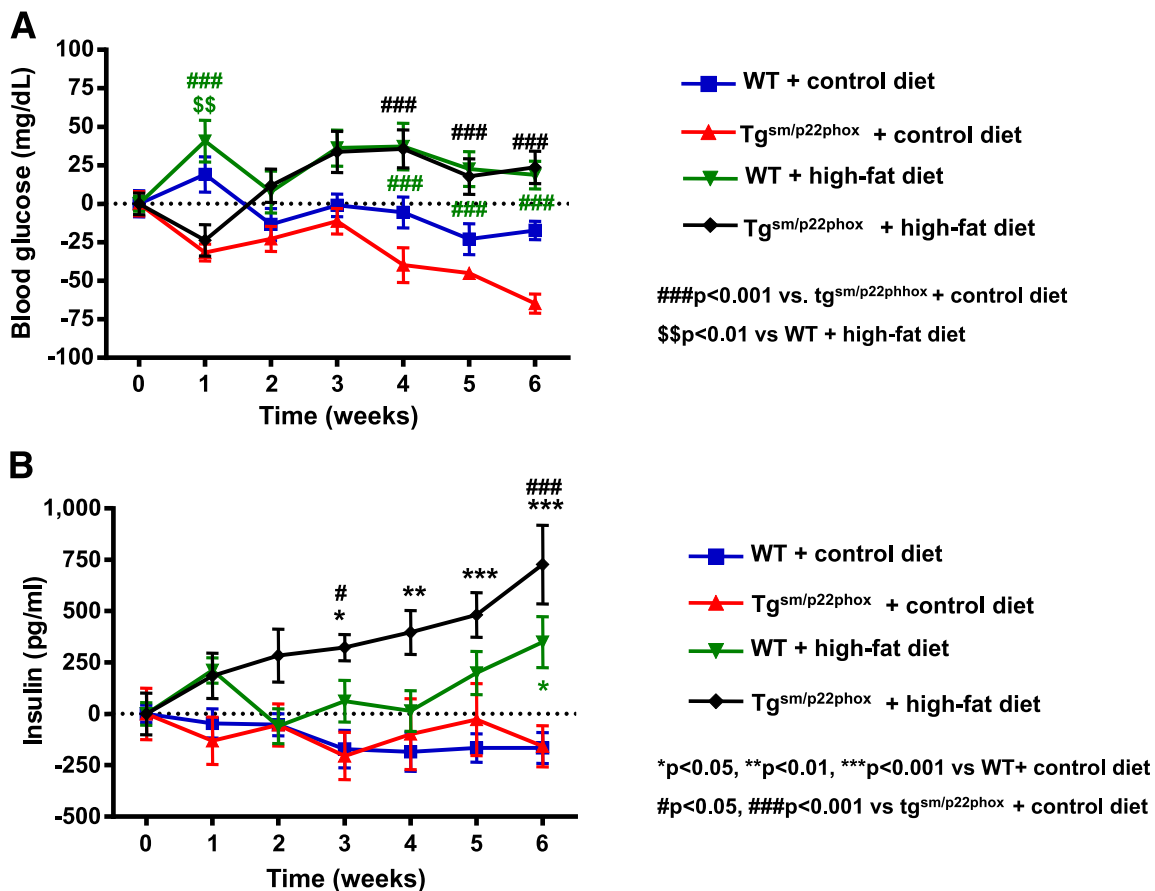 A
Blood glucose (mg/dL)
100
75
50
25
0
-25
-50
-75
-100
###
$$
###
###
###
###
###
###
0 1 2 3 4 5 6
Time (weeks)
WT + control diet
Tgsm/p22phox + control diet
WT + high-fat diet
Tgsm/p22phox + high-fat diet
###p<0.001 vs. tgsm/p22phhox + control diet
$$p<0.01 vs WT + high-fat diet
B
Insulin (pg/ml)
1,000
750
500
250
0
-250
-500
#
*
**
***
###
***
*
0 1 2 3 4 5 6
Time (weeks)
WT + control diet
Tgsm/p22phox + control diet
WT + high-fat diet
Tgsm/p22phox + high-fat diet
*p<0.05, **p<0.01, ***p<0.001 vs WT+ control diet
#p<0.05, ###p<0.001 vs tgsm/p22phox + control diet